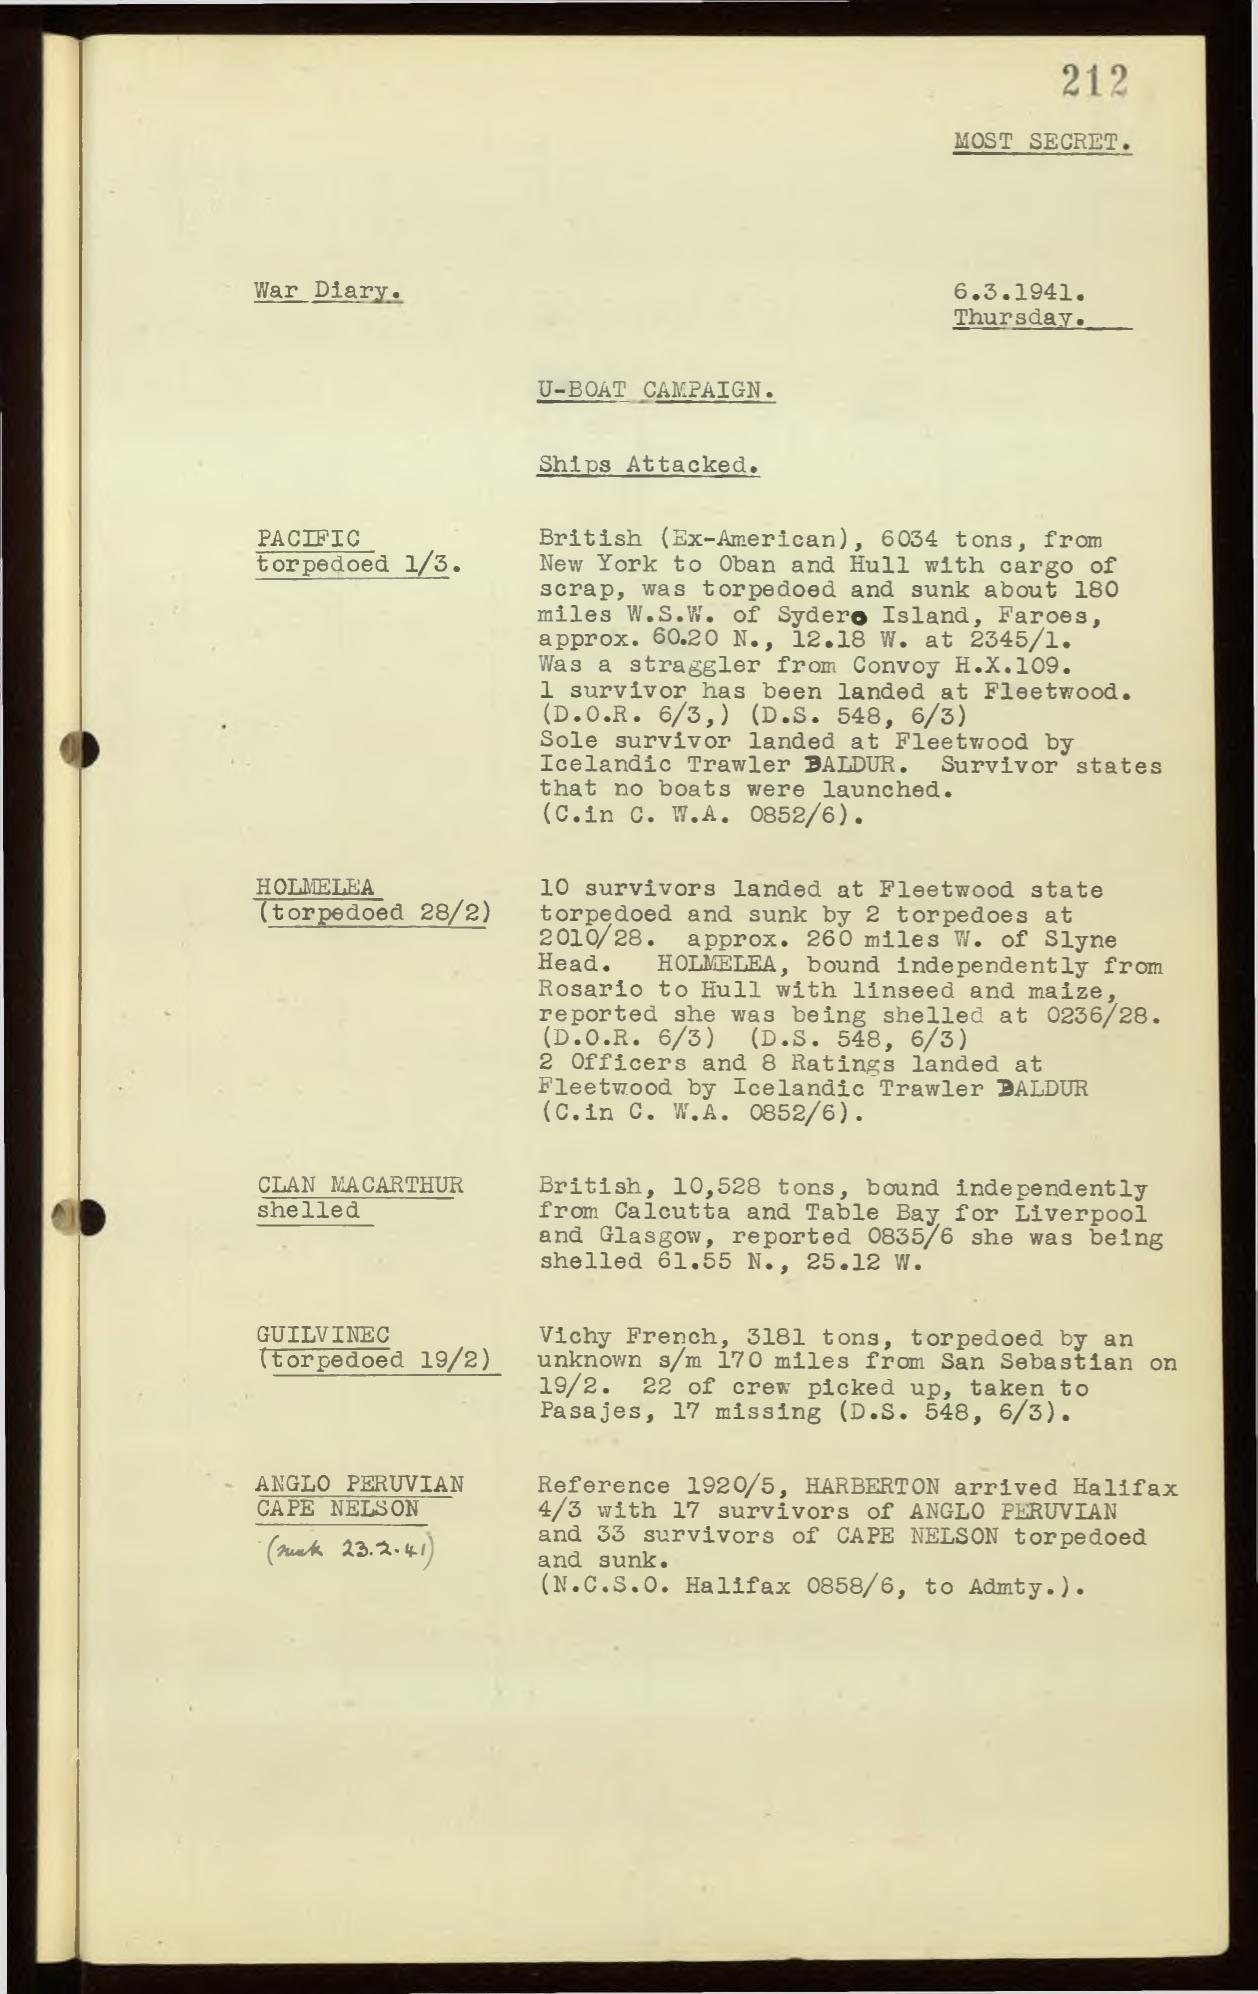 212
MOST SECRET.
War Diary.
6.3.1941.
Thursday.
U-BOAT CAMPAIGN.
Ships Attacked.
PACIFIC
torpedoed 1/3.
British (Ex-American), 6034 tons, from
New York to Oban and Hull with cargo of
scrap, was torpedoed and sunk about 180
miles W.S.W. of Sydero Island, Faroes,
approx. 60.20 N., 12.18 W. at 2345/1.
Was a straggler from Convoy H.X.109.
1 survivor has been landed at Fleetwood.
(D.O.R. 6/3,) (D.S. 548, 6/3)
Sole survivor landed at Fleetwood by
Icelandic Trawler BALDUR. Survivor states
that no boats were launched.
(C.in C. W.A. 0852/6).
HOLMELEA
(torpedoed 28/2)
10 survivors landed at Fleetwood state
torpedoed and sunk by 2 torpedoes at
2010/28. approx. 260 miles W. of Slyne
Head. HOLMELEA, bound independently from
Rosario to Hull with linseed and maize,
reported she was being shelled at 0236/28.
(D.O.R. 6/3) (D.S. 548, 6/3)
2 Officers and 8 Ratings landed at
Fleetwood by Icelandic Trawler BALDUR
(C.in C. W.A. 0852/6).
CLAN MACARTHUR
shelled
British, 10,528 tons, bound independently
from Calcutta and Table Bay for Liverpool
and Glasgow, reported 0835/6 she was being
shelled 61.55 N., 25.12 W.
GUILVINEC
(torpedoed 19/2)
Vichy French, 3181 tons, torpedoed by an
unknown s/m 170 miles from San Sebastian on
19/2. 22 of crew picked up, taken to
Pasajes, 17 missing (D.S. 548, 6/3).
ANGLO PERUVIAN
CAPE NELSON
(sunk 23.2.41)
Reference 1920/5, HARBERTON arrived Halifax
4/3 with 17 survivors of ANGLO PERUVIAN
and 33 survivors of CAPE NELSON torpedoed
and sunk.
(N.C.S.O. Halifax 0858/6, to Admty.).